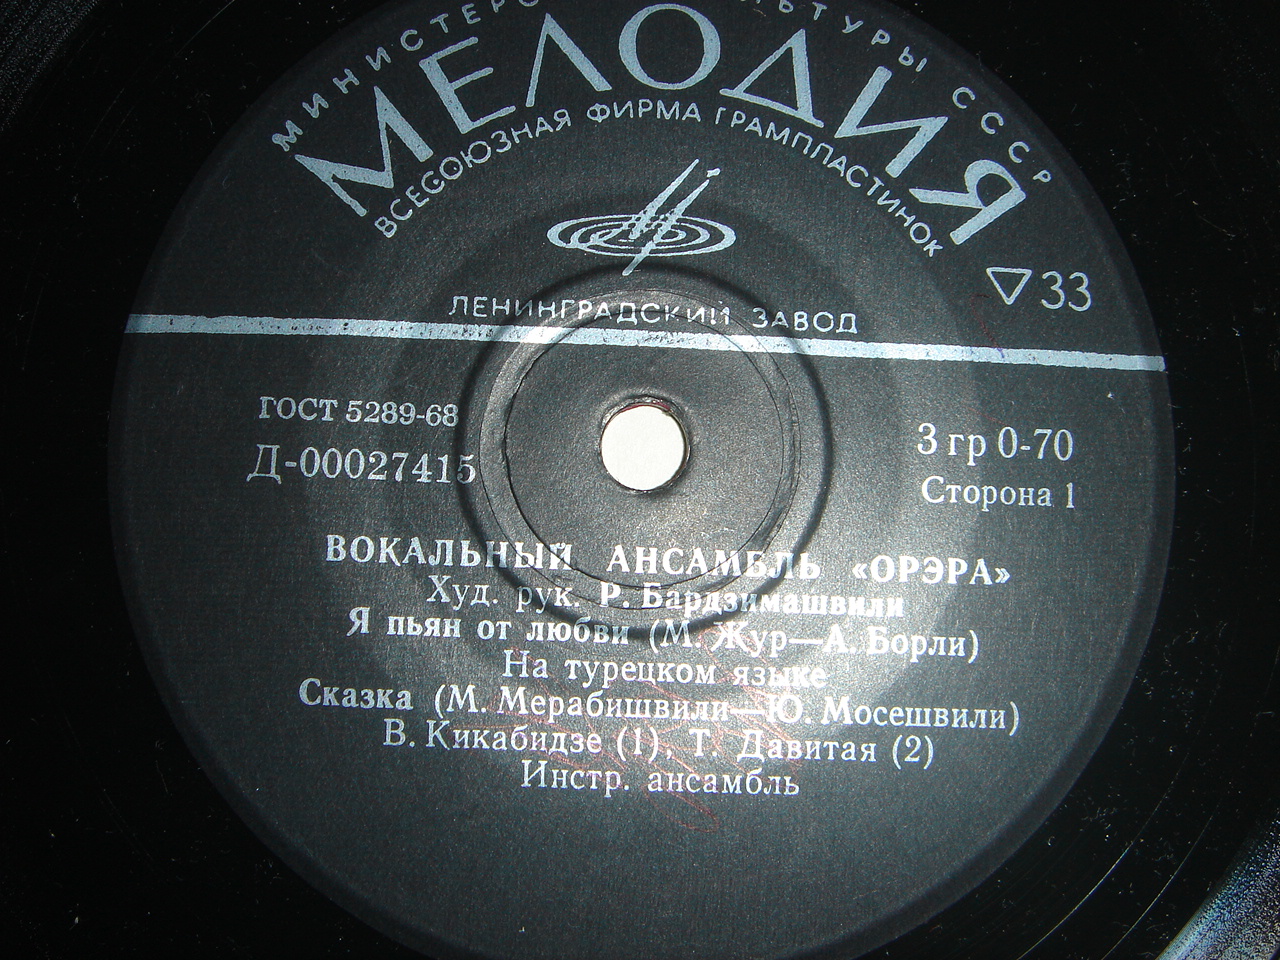 МИНИСТЕРСТВО КУЛЬТУРЫ СССР
МЕЛОДИЯ
ВСЕСОЮЗНАЯ ФИРМА ГРАМПЛАСТИНОК
33
ЛЕНИНГРАДСКИЙ ЗАВОД
ГОСТ 5289-68
Д-00027415
3 гр 0-70
Сторона 1
ВОКАЛЬНЫЙ АНСАМБЛЬ «ОРЭРА»
Худ. рук. Р. Бардзимашвили
Я пьян от любви (М. Жур—А. Борли)
На турецком языке
Сказка (М. Мерабишвили—Ю. Мосешвили)
В. Кикабидзе (1), Т. Давитая (2)
Инстр. ансамбль